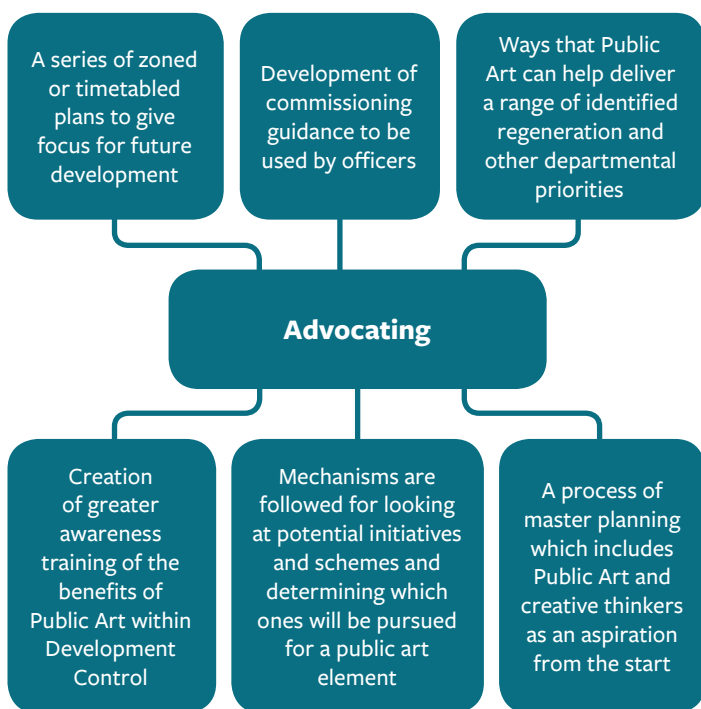 A series of zoned
or timetabled
plans to give
focus for future
development
Development of
commissioning
guidance to be
used by officers
Ways that Public
Art can help deliver
a range of identified
regeneration and
other departmental
priorities
Advocating
Creation
of greater
awareness
training of the
benefits of
Public Art within
Development
Control
Mechanisms are
followed for looking
at potential initiatives
and schemes and
determining which
ones will be pursued
for a public art
element
A process of
master planning
which includes
Public Art and
creative thinkers
as an aspiration
from the start